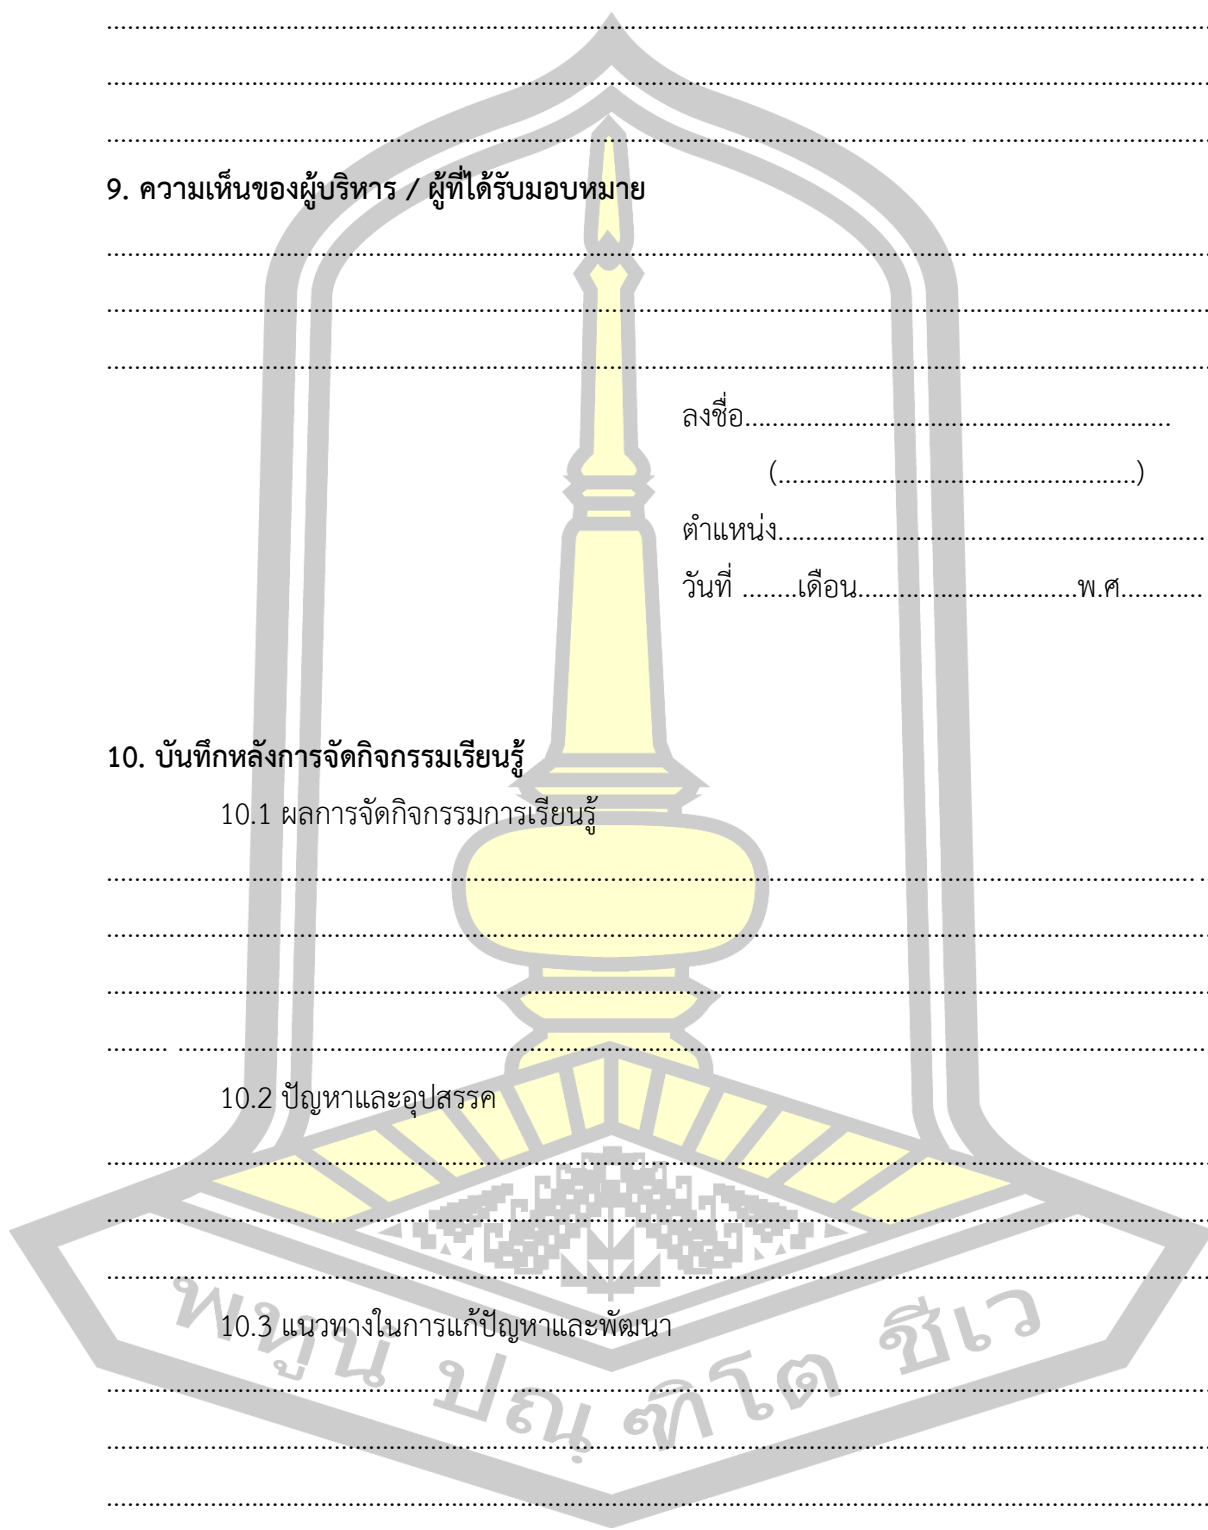 ................................................................................................................................................................
................................................................................................................................................................
................................................................................................................................................................
9. ความเห็นของผู้บริหาร / ผู้ที่ได้รับมอบหมาย
................................................................................................................................................................
................................................................................................................................................................
................................................................................................................................................................
ลงชื่อ..............................................................
(....................................................)
ตำแหน่ง..............................................................
วันที่ ........เดือน................................พ.ศ............
10. บันทึกหลังการจัดกิจกรรมเรียนรู้
10.1 ผลการจัดกิจกรรมการเรียนรู้
................................................................................................................................................................
................................................................................................................................................................
................................................................................................................................................................
......... ......................................................................................................................................................
10.2 ปัญหาและอุปสรรค
................................................................................................................................................................
................................................................................................................................................................
................................................................................................................................................................
10.3 แนวทางในการแก้ปัญหาและพัฒนา
................................................................................................................................................................
................................................................................................................................................................
................................................................................................................................................................
พหูนํ ปณฺฑิโต ชีเว